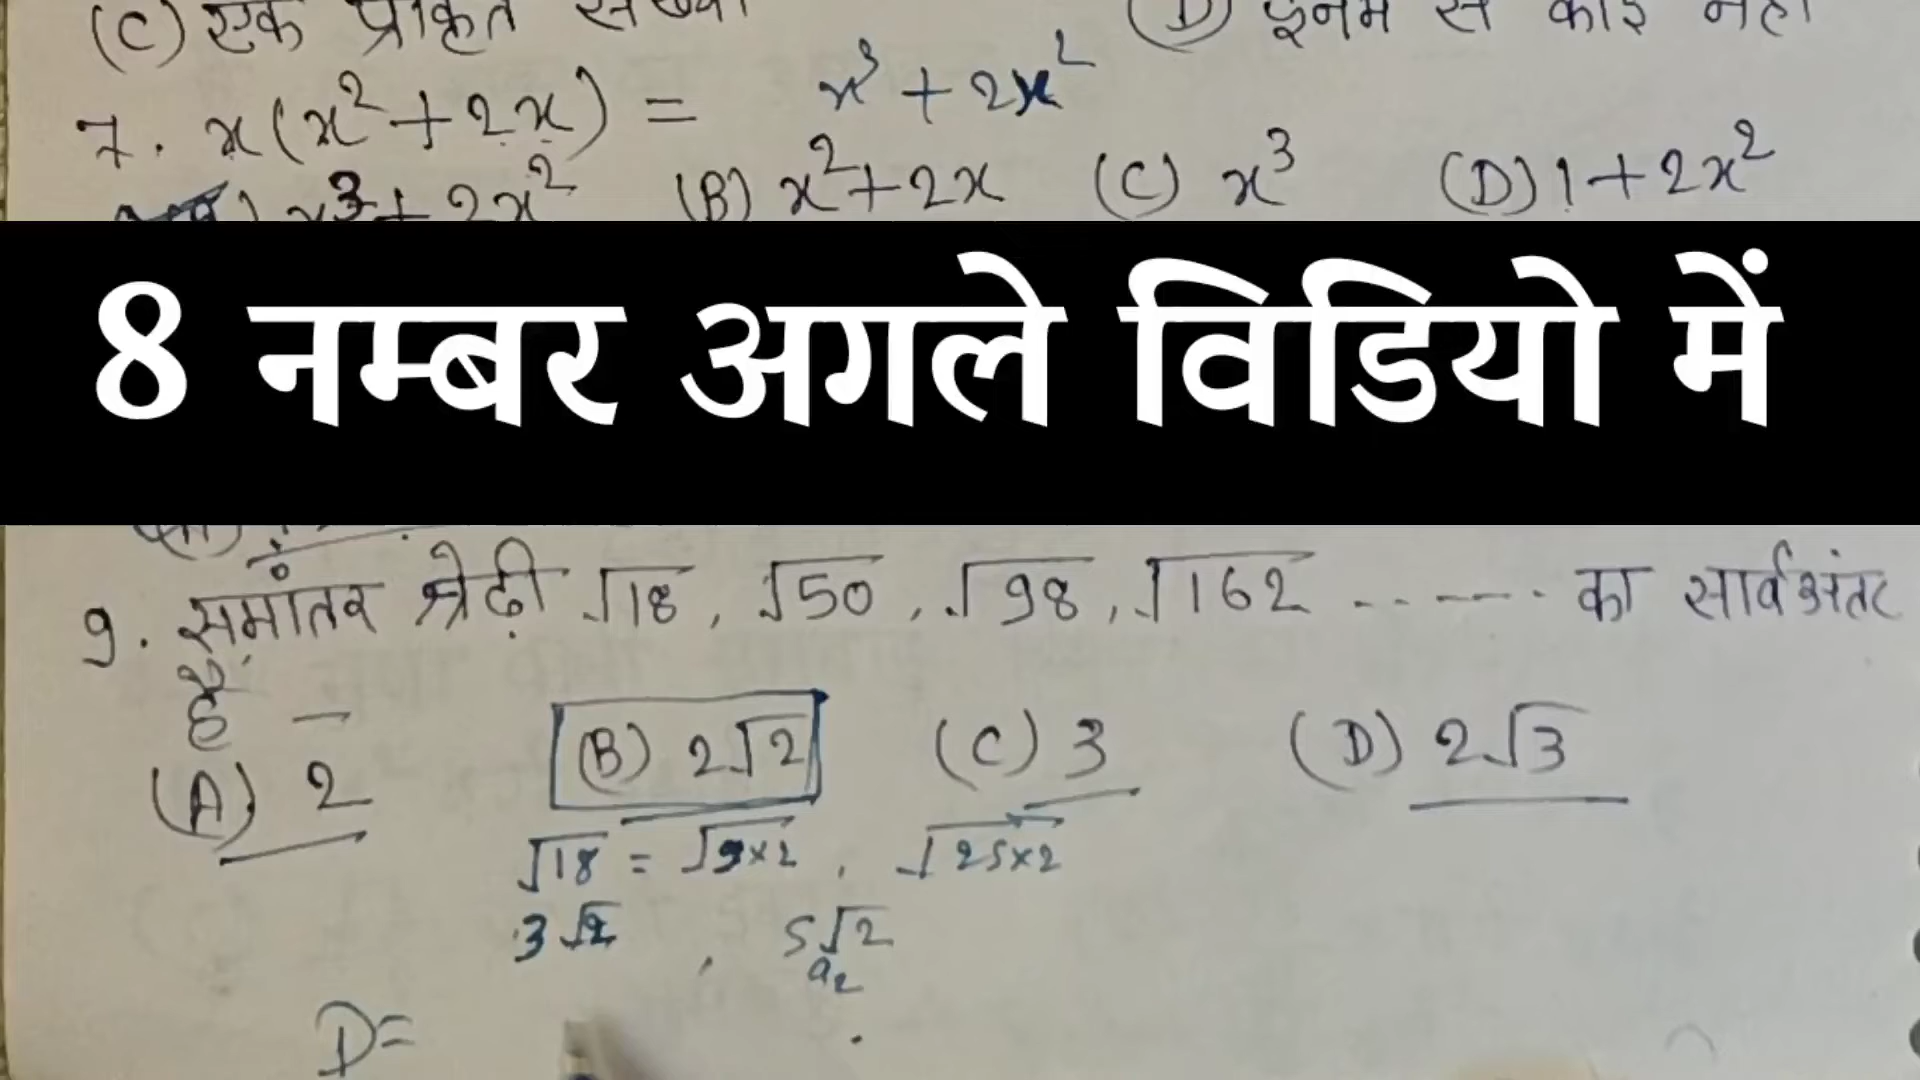 (C) एक प्राकृत संख्या (D) इनमें से कोई नहीं
7. x(x²+2x) = x³+2x²
) x³+2x² (B) x²+2x (C) x³ (D) 1+2x²
8 नम्बर अगले विडियो में
9. समांतर श्रेढ़ी √18, √50, √98, √162 ------- का सार्वअंतर
है —
(A) 2 (B) 2√2 (C) 3 (D) 2√3
√18 = √9×2, √25×2
3√2, 5√2
a₂
D=